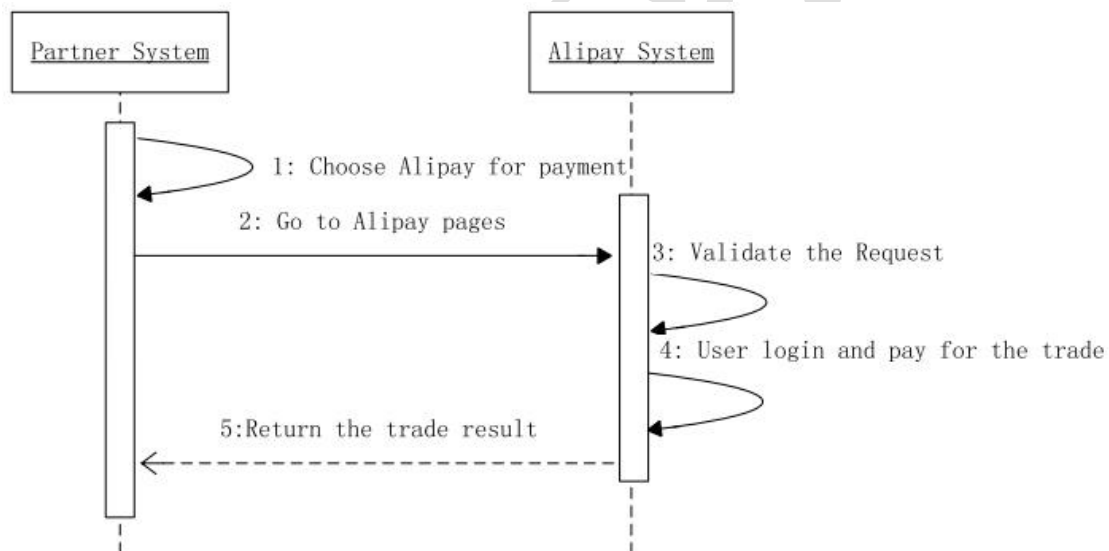 Partner System
Alipay System
1: Choose Alipay for payment
2: Go to Alipay pages
3: Validate the Request
4: User login and pay for the trade
5:Return the trade result